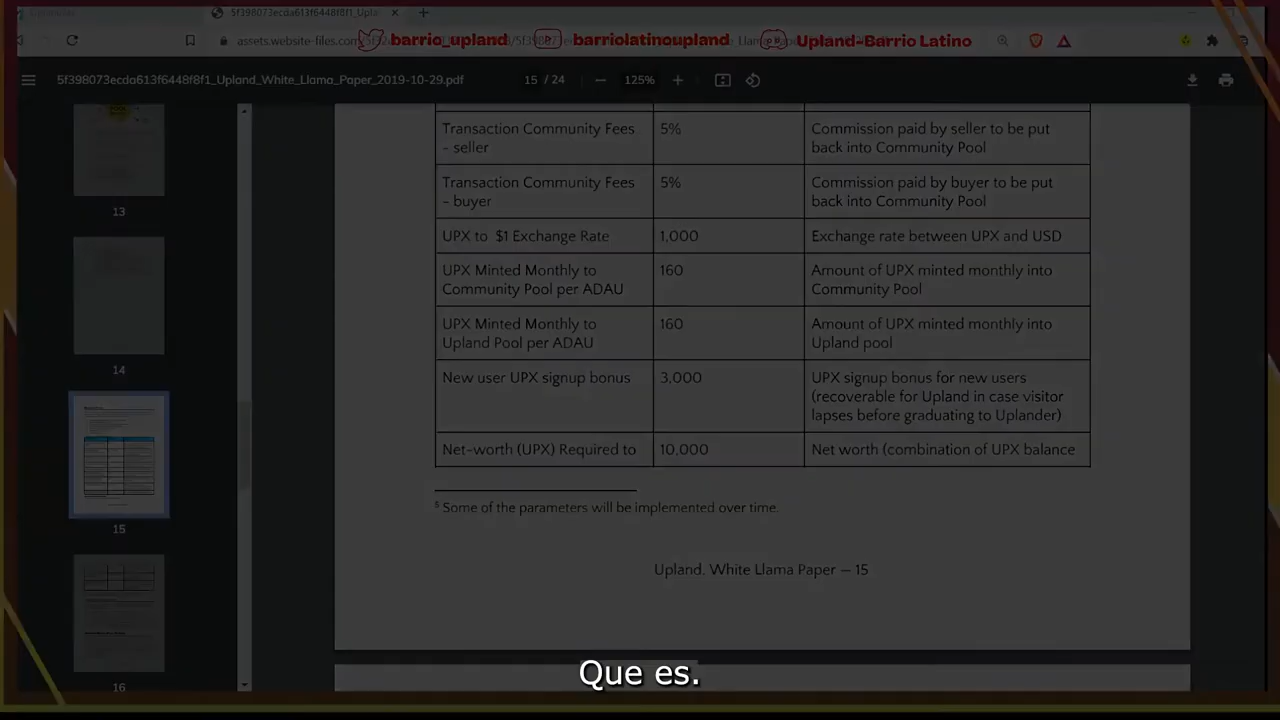 5f398073ecda613f6448f8f1_Upla
assets.website-files.com
barrio_upland
barriolatinoupland
Upland-Barrio Latino
5f398073ecda613f6448f8f1_Upland_White_Llama_Paper_2019-10-29.pdf
15 / 24
125%
Transaction Community Fees
- seller
5%
Commission paid by seller to be put
back into Community Pool
Transaction Community Fees
- buyer
5%
Commission paid by buyer to be put
back into Community Pool
UPX to $1 Exchange Rate
1,000
Exchange rate between UPX and USD
UPX Minted Monthly to
Community Pool per ADAU
160
Amount of UPX minted monthly into
Community Pool
UPX Minted Monthly to
Upland Pool per ADAU
160
Amount of UPX minted monthly into
Upland pool
New user UPX signup bonus
3,000
UPX signup bonus for new users
(recoverable for Upland in case visitor
lapses before graduating to Uplander)
Net-worth (UPX) Required to
10,000
Net worth (combination of UPX balance
5 Some of the parameters will be implemented over time.
Upland. White Llama Paper — 15
13
14
15
16
Que es.